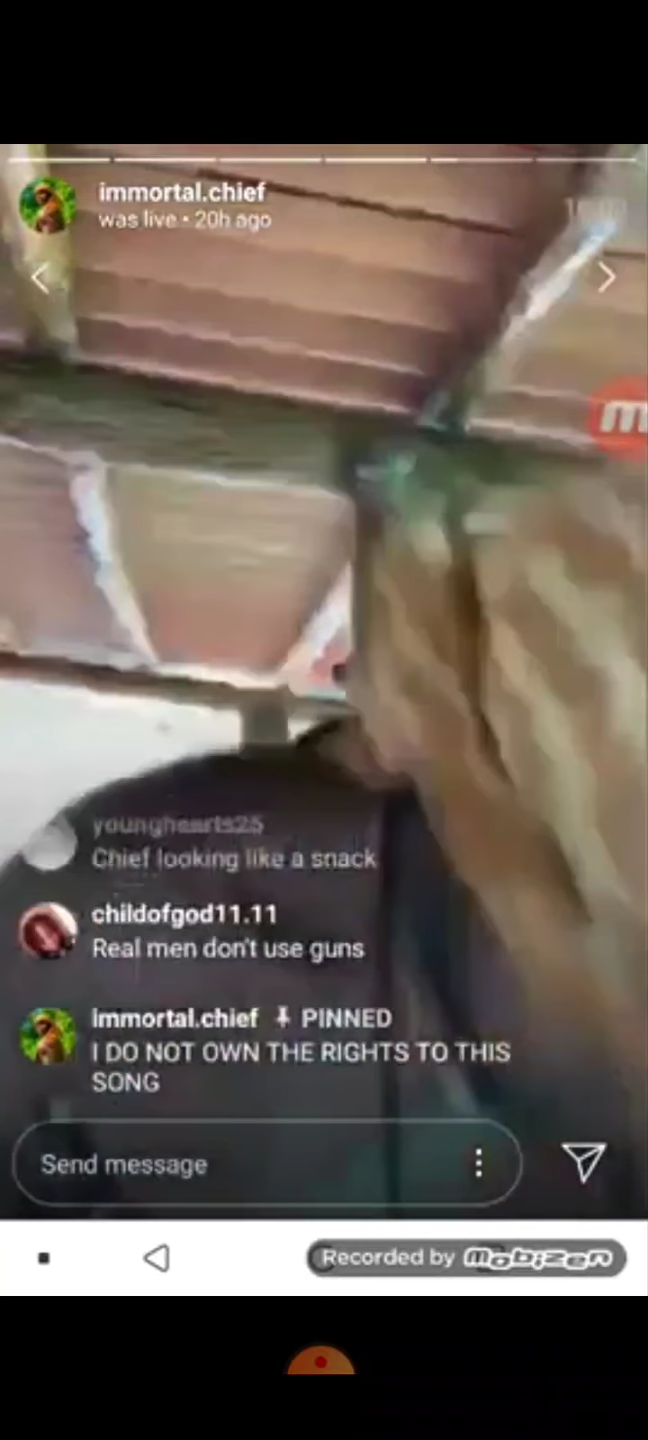 immortal.chief
was live • 20h ago
m
younghearts25
Chief looking like a snack
childofgod11.11
Real men don't use guns
immortal.chief PINNED
I DO NOT OWN THE RIGHTS TO THIS
SONG
Send message
Recorded by mobizen